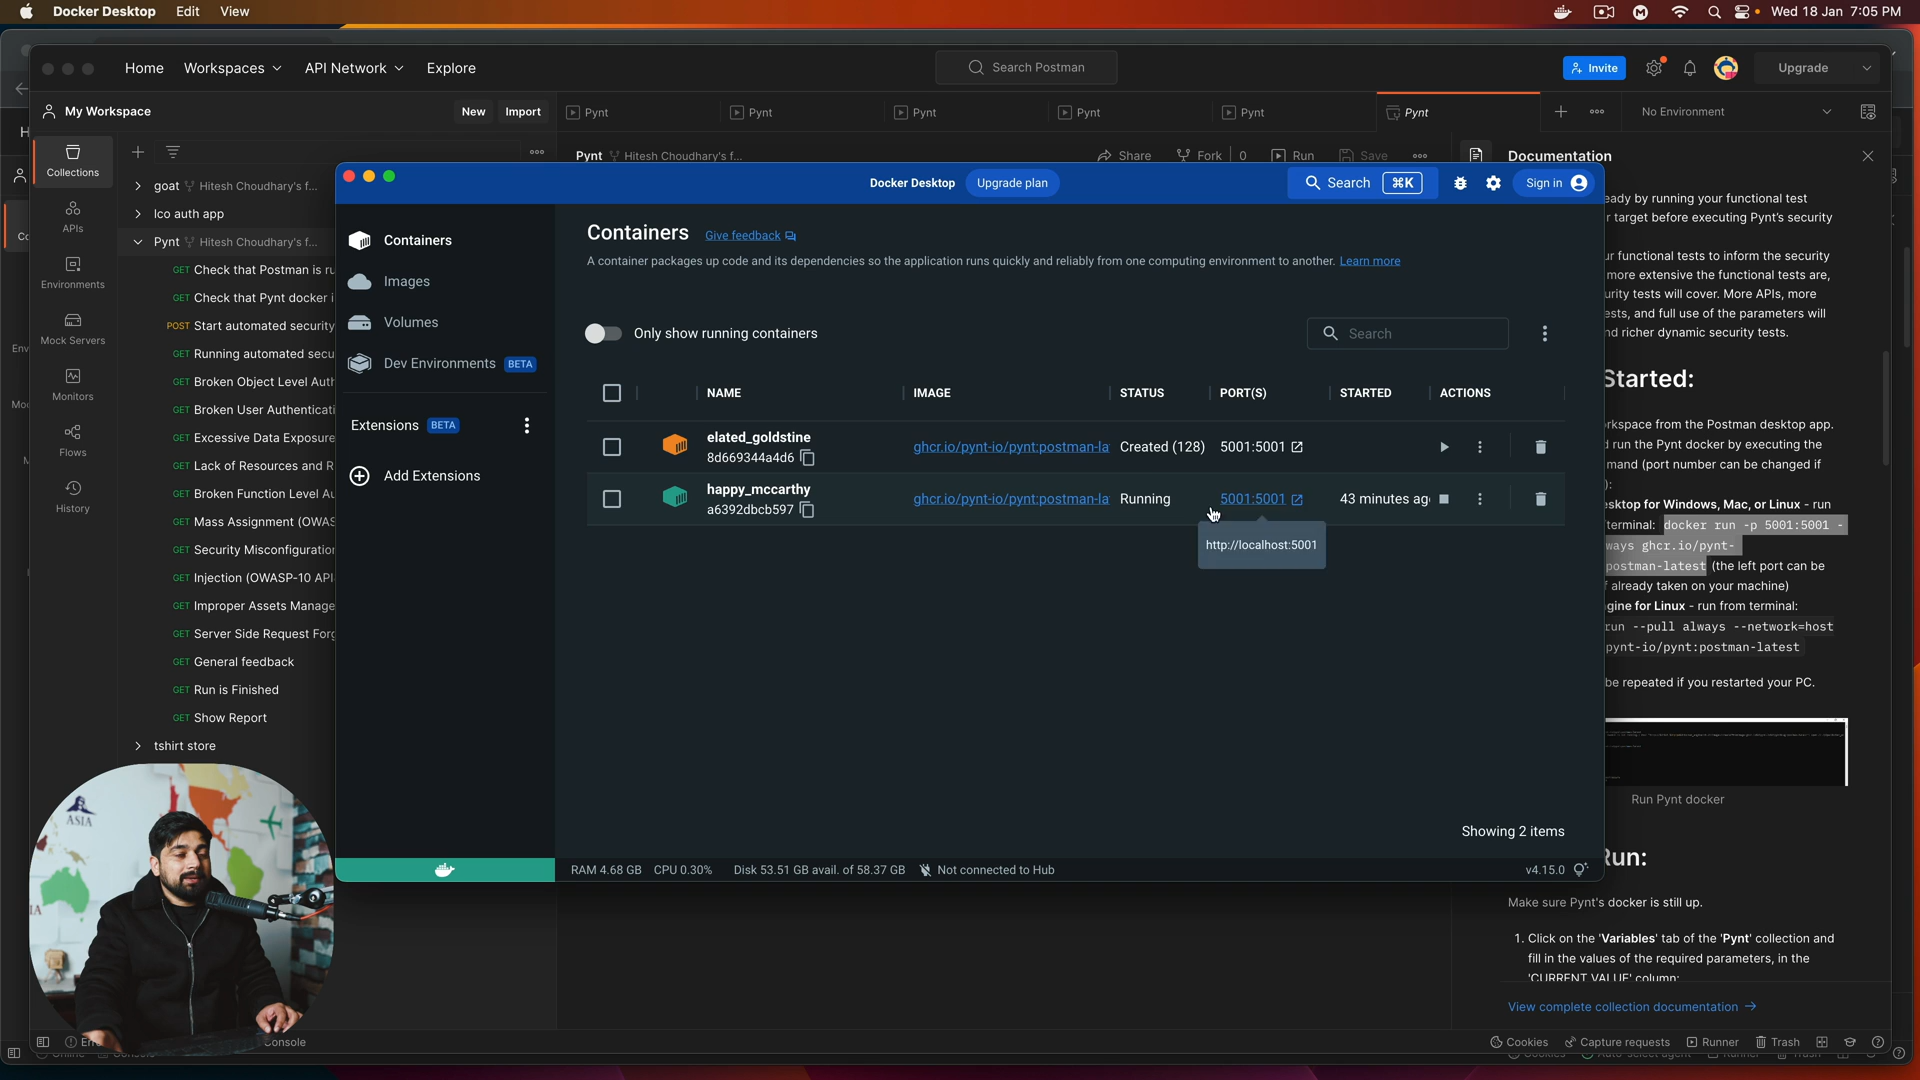 Docker Desktop Edit View
Wed 18 Jan 7:05 PM
Home Workspaces API Network Explore
Search Postman
Invite
Upgrade
My Workspace
New Import
Pynt
Pynt
Pynt
Pynt
Pynt
Pynt
No Environment
Pynt Hitesh Choudhary's f...
Share Fork 0 Run Save
Documentation
Collections
APIs
Environments
Mock Servers
Monitors
Flows
History
goat Hitesh Choudhary's f...
lco auth app
Pynt Hitesh Choudhary's f...
GET Check that Postman is ru
GET Check that Pynt docker i
POST Start automated security
GET Running automated secu
GET Broken Object Level Auth
GET Broken User Authenticati
GET Excessive Data Exposure
GET Lack of Resources and R
GET Broken Function Level Au
GET Mass Assignment (OWAS
GET Security Misconfiguration
GET Injection (OWASP-10 API
GET Improper Assets Manage
GET Server Side Request Forg
GET General feedback
GET Run is Finished
GET Show Report
tshirt store
Docker Desktop Upgrade plan
Search ⌘K
Sign in
Containers
Images
Volumes
Dev Environments BETA
Extensions BETA
Add Extensions
Containers Give feedback
A container packages up code and its dependencies so the application runs quickly and reliably from one computing environment to another. Learn more
Only show running containers
Search
NAME IMAGE STATUS PORT(S) STARTED ACTIONS
elated_goldstine
8d669344a4d6
ghcr.io/pynt-io/pynt:postman-la Created (128) 5001:5001
happy_mccarthy
a6392dbcb597
ghcr.io/pynt-io/pynt:postman-la Running 5001:5001 43 minutes ag
http://localhost:5001
Showing 2 items
RAM 4.68 GB CPU 0.30% Disk 53.51 GB avail. of 58.37 GB Not connected to Hub
v4.15.0
eady by running your functional test
r target before executing Pynt's security
ur functional tests to inform the security
more extensive the functional tests are,
urity tests will cover. More APIs, more
ests, and full use of the parameters will
nd richer dynamic security tests.
Started:
rkspace from the Postman desktop app.
d run the Pynt docker by executing the
mand (port number can be changed if
):
esktop for Windows, Mac, or Linux - run
terminal: docker run -p 5001:5001 -
ways ghcr.io/pynt-
postman-latest (the left port can be
f already taken on your machine)
gine for Linux - run from terminal:
run --pull always --network=host
pynt-io/pynt:postman-latest
be repeated if you restarted your PC.
Run Pynt docker
Run:
Make sure Pynt's docker is still up.
1. Click on the 'Variables' tab of the 'Pynt' collection and
fill in the values of the required parameters, in the
'CURRENT VALUE' column:
View complete collection documentation →
ASIA
Console
Cookies Capture requests Runner Trash